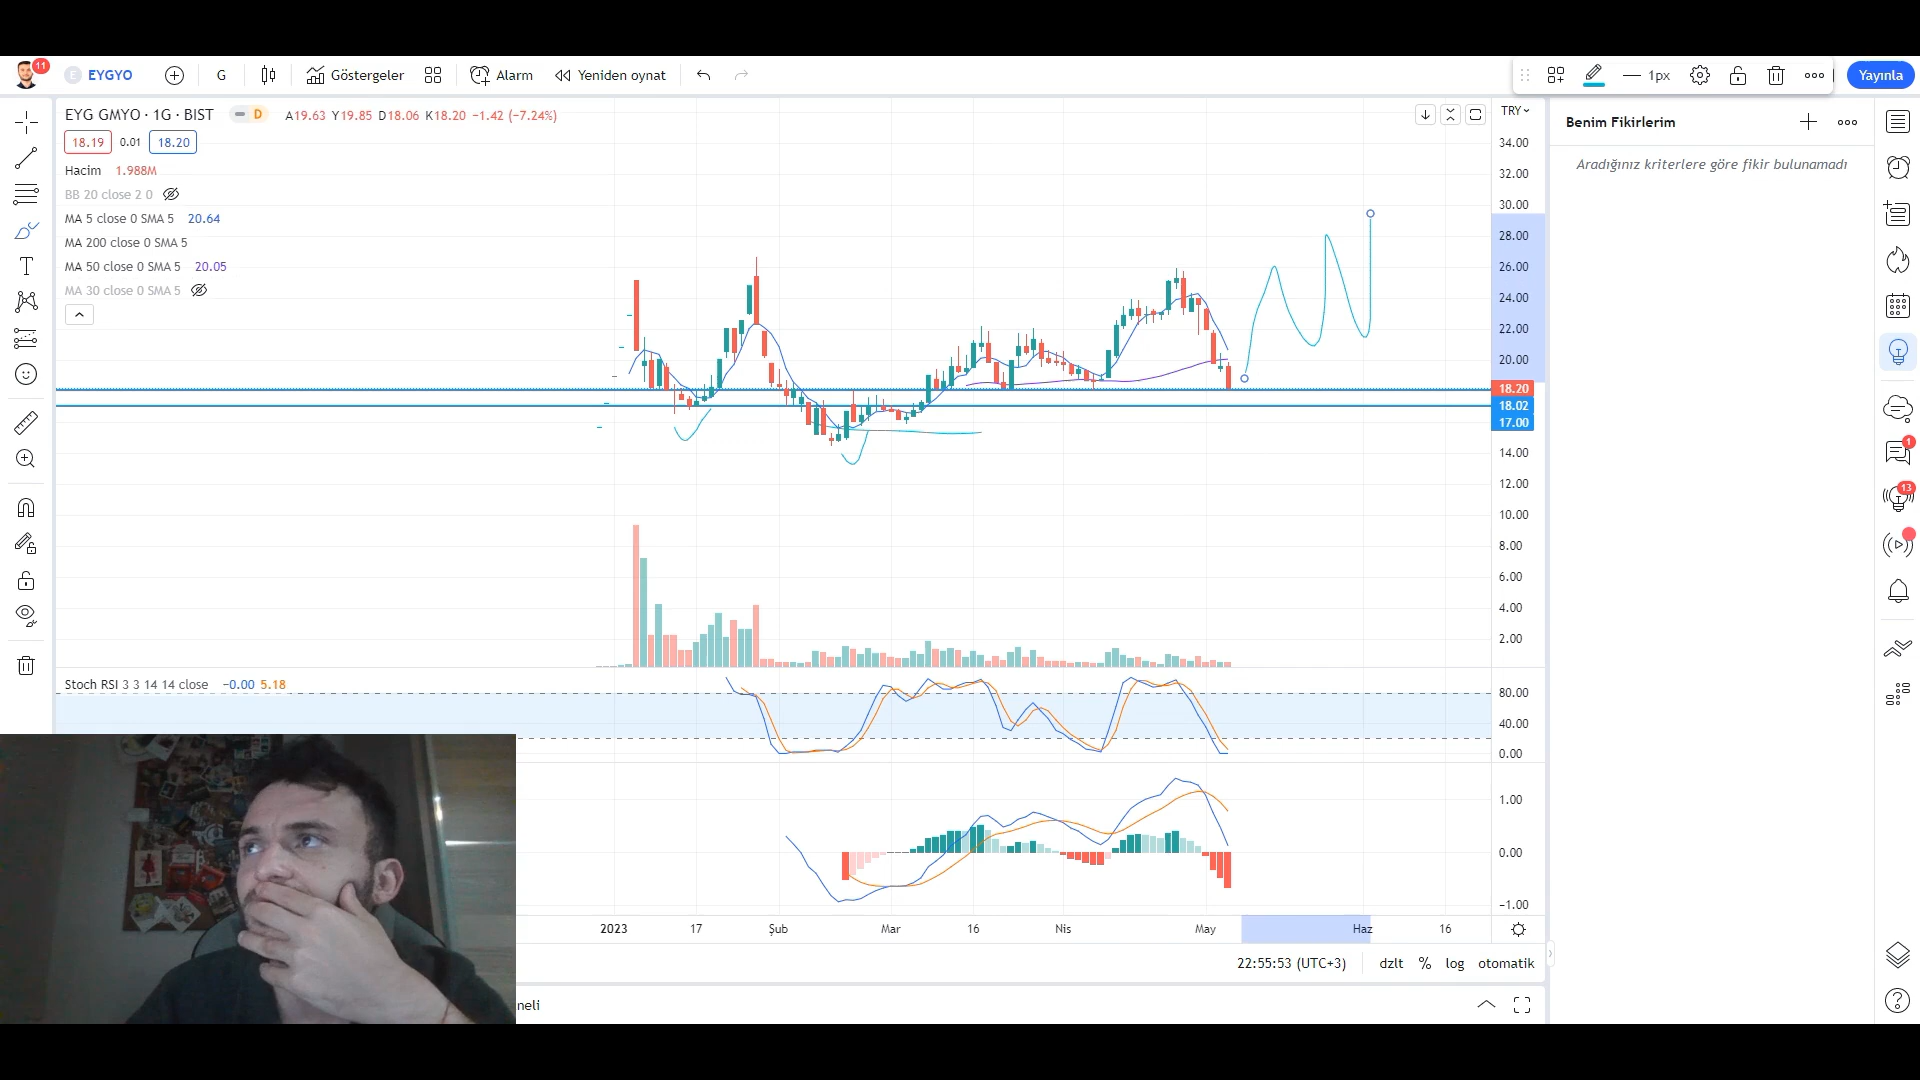 11
E EYGYO
G
Göstergeler
Alarm
Yeniden oynat
1px
Yayınla
EYG GMYO · 1G · BIST
D
A19.63 Y19.85 D18.06 K18.20 −1.42 (−7.24%)
18.19 0.01 18.20
Hacim 1.988M
BB 20 close 2 0
MA 5 close 0 SMA 5 20.64
MA 200 close 0 SMA 5
MA 50 close 0 SMA 5 20.05
MA 30 close 0 SMA 5
TRY
34.00
32.00
30.00
28.00
26.00
24.00
22.00
20.00
18.20
18.02
17.00
14.00
12.00
10.00
8.00
6.00
4.00
2.00
Benim Fikirlerim
Aradığınız kriterlere göre fikir bulunamadı
1
13
Stoch RSI 3 3 14 14 close −0.00 5.18
80.00
40.00
0.00
1.00
0.00
−1.00
2023 17 Şub Mar 16 Nis May Haz 16
22:55:53 (UTC+3) dzlt % log otomatik
neli